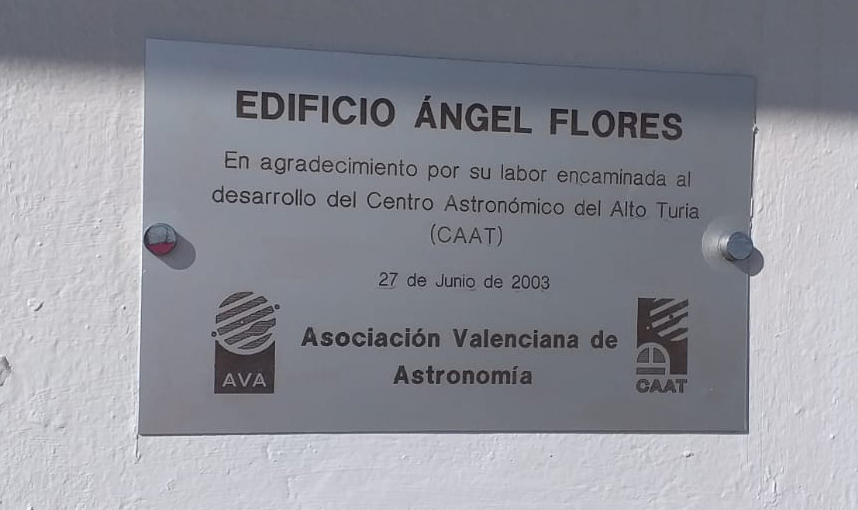 EDIFICIO ÁNGEL FLORES
En agradecimiento por su labor encaminada al
desarrollo del Centro Astronómico del Alto Turia
(CAAT)
27 de Junio de 2003
Asociación Valenciana de
Astronomía
AVA
CAAT